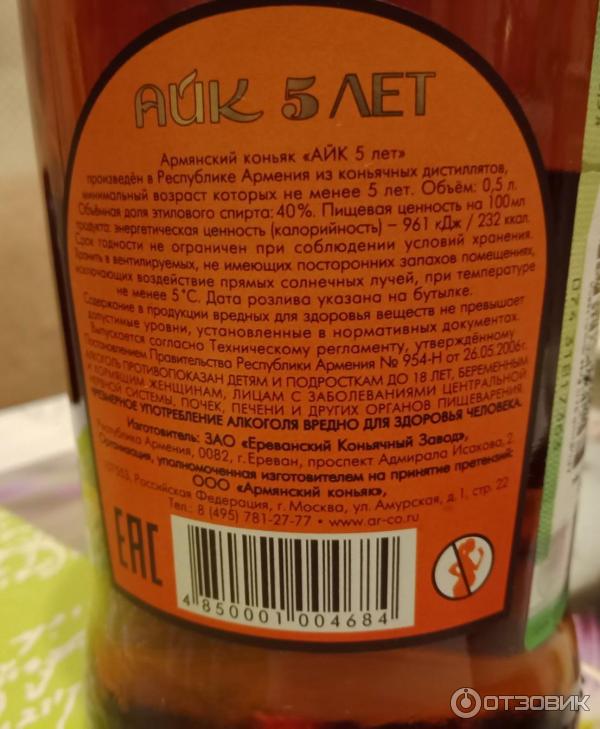 АЙК 5 ЛЕТ
Армянский коньяк «АЙК 5 лет»
произведён в Республике Армения из коньячных дистиллятов,
минимальный возраст которых не менее 5 лет. Объём: 0,5 л.
Объёмная доля этилового спирта: 40%. Пищевая ценность на 100 мл
продукта: энергетическая ценность (калорийность) – 961 кДж / 232 ккал.
Срок годности не ограничен при соблюдении условий хранения.
Хранить в вентилируемых, не имеющих посторонних запахов помещениях,
исключающих воздействие прямых солнечных лучей, при температуре
не менее 5°С. Дата розлива указана на бутылке.
Содержание в продукции вредных для здоровья веществ не превышает
допустимые уровни, установленные в нормативных документах.
Выпускается согласно Техническому регламенту, утверждённому
Постановлением Правительства Республики Армения № 954-Н от 26.05.2006г.
АЛКОГОЛЬ ПРОТИВОПОКАЗАН ДЕТЯМ И ПОДРОСТКАМ ДО 18 ЛЕТ, БЕРЕМЕННЫМ
И КОРМЯЩИМ ЖЕНЩИНАМ, ЛИЦАМ С ЗАБОЛЕВАНИЯМИ ЦЕНТРАЛЬНОЙ
НЕРВНОЙ СИСТЕМЫ, ПОЧЕК, ПЕЧЕНИ И ДРУГИХ ОРГАНОВ ПИЩЕВАРЕНИЯ.
ЧРЕЗМЕРНОЕ УПОТРЕБЛЕНИЕ АЛКОГОЛЯ ВРЕДНО ДЛЯ ЗДОРОВЬЯ ЧЕЛОВЕКА.
Изготовитель: ЗАО «Ереванский Коньячный Завод»,
Республика Армения, 0082, г. Ереван, проспект Адмирала Исакова, 2
Организация, уполномоченная изготовителем на принятие претензий:
ООО «Армянский коньяк»,
107553, Российская Федерация, г. Москва, ул. Амурская, д.1, стр. 22
Тел.: 8 (495) 781-27-77 • www.ar-co.ru
ЕАС
4 850001 004684
ОТЗОВИК